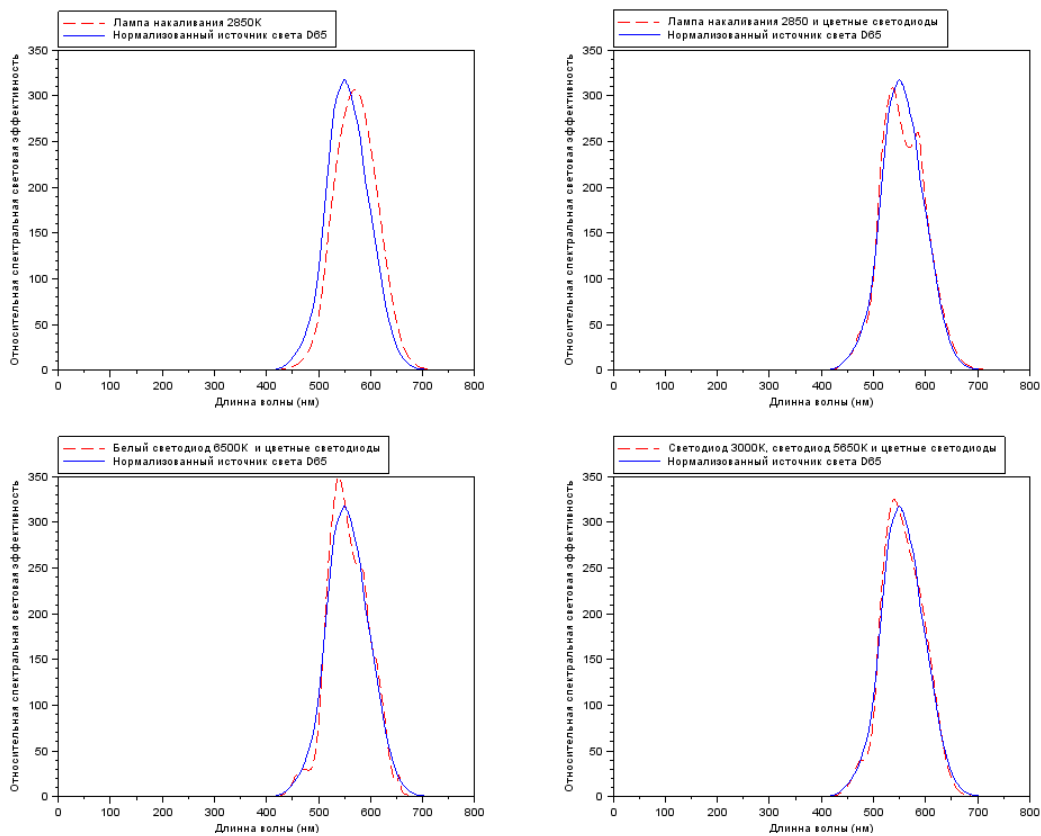 Лампа накаливания 2850K
Нормализованный источник света D65
Относительная спектральная световая эффективность
350
300
250
200
150
100
50
0
0 100 200 300 400 500 600 700 800
Длинна волны (нм)
Лампа накаливания 2850 и цветные светодиоды
Нормализованный источник света D65
Относительная спектральная световая эффективность
350
300
250
200
150
100
50
0
0 100 200 300 400 500 600 700 800
Длинна волны (нм)
Белый светодиод 6500K и цветные светодиоды
Нормализованный источник света D65
Относительная спектральная световая эффективность
350
300
250
200
150
100
50
0
0 100 200 300 400 500 600 700 800
Длинна волны (нм)
Светодиод 3000K, светодиод 5650K и цветные светодиоды
Нормализованный источник света D65
Относительная спектральная световая эффективность
350
300
250
200
150
100
50
0
0 100 200 300 400 500 600 700 800
Длинна волны (нм)